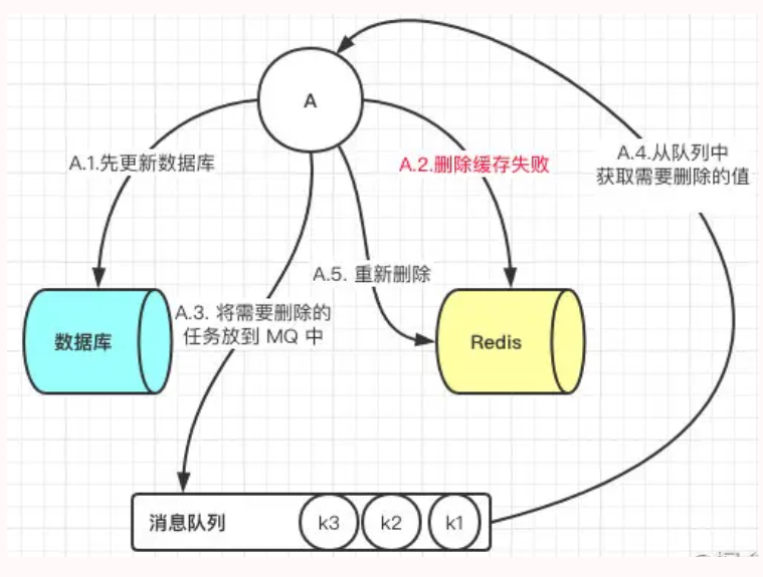 A
A.1.先更新数据库
A.2.删除缓存失败
A.4.从队列中
获取需要删除的值
A.5. 重新删除
A.3. 将需要删除的
任务放到 MQ 中
数据库
Redis
消息队列
k3
k2
k1